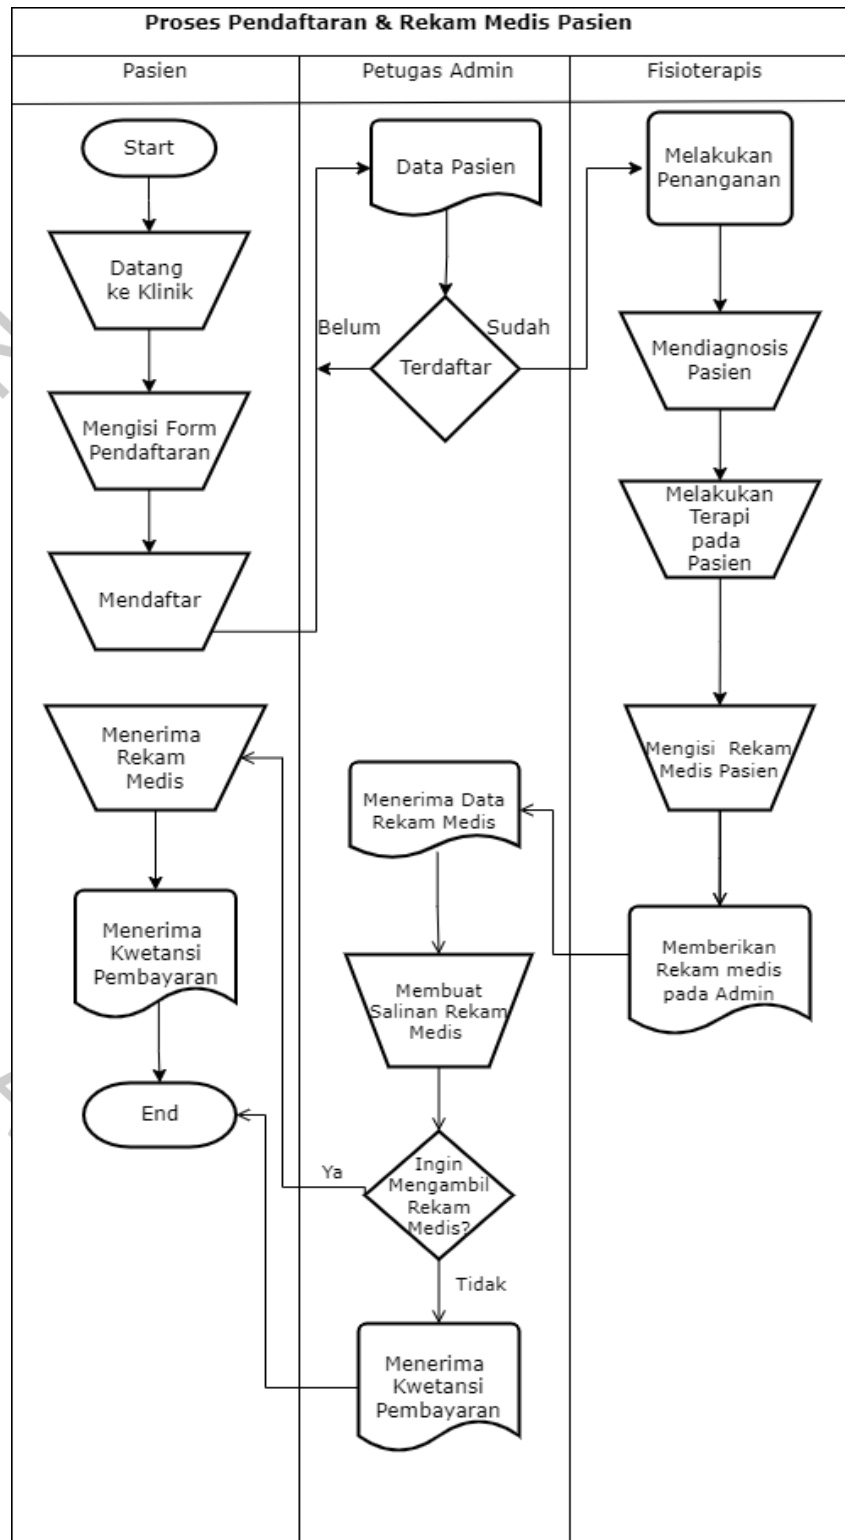 Proses Pendaftaran & Rekam Medis Pasien
Pasien
Petugas Admin
Fisioterapis
Start
Datang
ke Klinik
Mengisi Form
Pendaftaran
Mendaftar
Data Pasien
Belum
Sudah
Terdaftar
Melakukan
Penanganan
Mendiagnosis
Pasien
Melakukan
Terapi
pada
Pasien
Mengisi Rekam
Medis Pasien
Memberikan
Rekam medis
pada Admin
Menerima Data
Rekam Medis
Membuat
Salinan Rekam
Medis
Ingin
Mengambil
Rekam
Medis?
Ya
Tidak
Menerima
Kwetansi
Pembayaran
Menerima
Rekam
Medis
Menerima
Kwetansi
Pembayaran
End